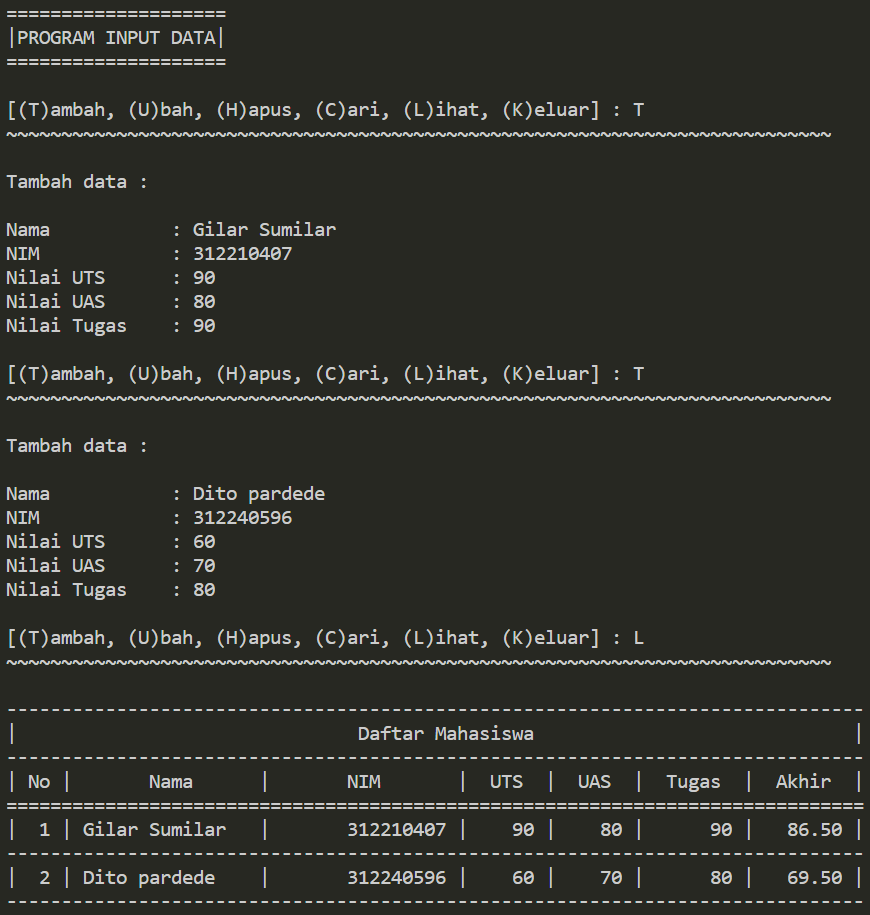 ====================
|PROGRAM INPUT DATA|
====================
[(T)ambah, (U)bah, (H)apus, (C)ari, (L)ihat, (K)eluar] : T
~~~~~~~~~~~~~~~~~~~~~~~~~~~~~~~~~~~~~~~~~~~~~~~~~~~~~~~~~~~~~~~~~~~~~~~~~~~
Tambah data :
Nama           : Gilar Sumilar
NIM            : 312210407
Nilai UTS      : 90
Nilai UAS      : 80
Nilai Tugas    : 90
[(T)ambah, (U)bah, (H)apus, (C)ari, (L)ihat, (K)eluar] : T
~~~~~~~~~~~~~~~~~~~~~~~~~~~~~~~~~~~~~~~~~~~~~~~~~~~~~~~~~~~~~~~~~~~~~~~~~~~
Tambah data :
Nama           : Dito pardede
NIM            : 312240596
Nilai UTS      : 60
Nilai UAS      : 70
Nilai Tugas    : 80
[(T)ambah, (U)bah, (H)apus, (C)ari, (L)ihat, (K)eluar] : L
~~~~~~~~~~~~~~~~~~~~~~~~~~~~~~~~~~~~~~~~~~~~~~~~~~~~~~~~~~~~~~~~~~~~~~~~~~~
------------------------------------------------------------------------------
|                               Daftar Mahasiswa                             |
------------------------------------------------------------------------------
| No |       Nama      |       NIM       |  UTS  |  UAS  |  Tugas  |  Akhir  |
==============================================================================
|  1 | Gilar Sumilar   |       312210407 |    90 |    80 |      90 |   86.50 |
------------------------------------------------------------------------------
|  2 | Dito pardede    |       312240596 |    60 |    70 |      80 |   69.50 |
------------------------------------------------------------------------------